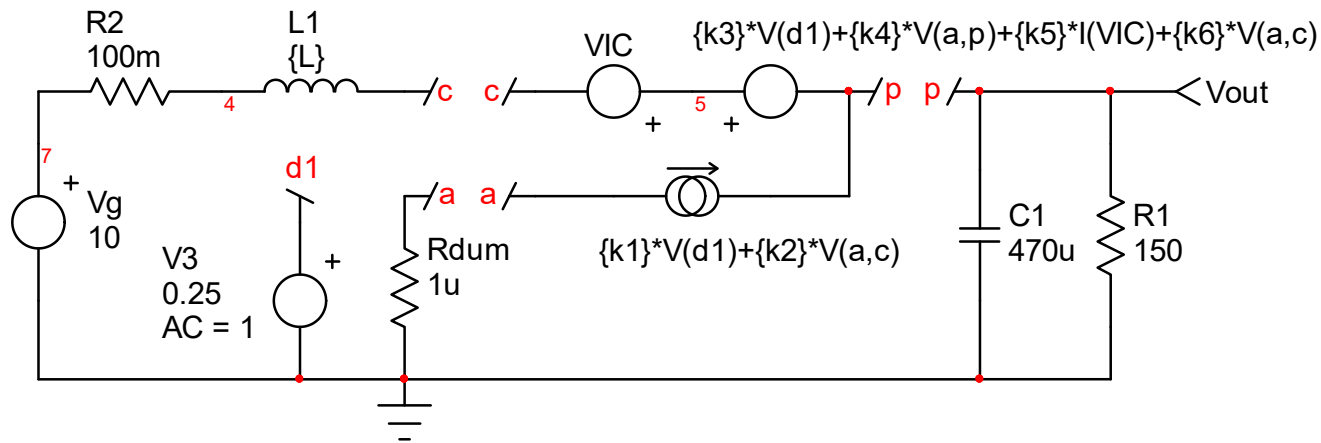 R2
100m
L1
{L}
VIC
{k3}*V(d1)+{k4}*V(a,p)+{k5}*I(VIC)+{k6}*V(a,c)
4
c
c
+
5
+
p
p
Vout
7
+
Vg
10
d1
V3
0.25
AC = 1
+
a
a
Rdum
1u
{k1}*V(d1)+{k2}*V(a,c)
C1
470u
R1
150